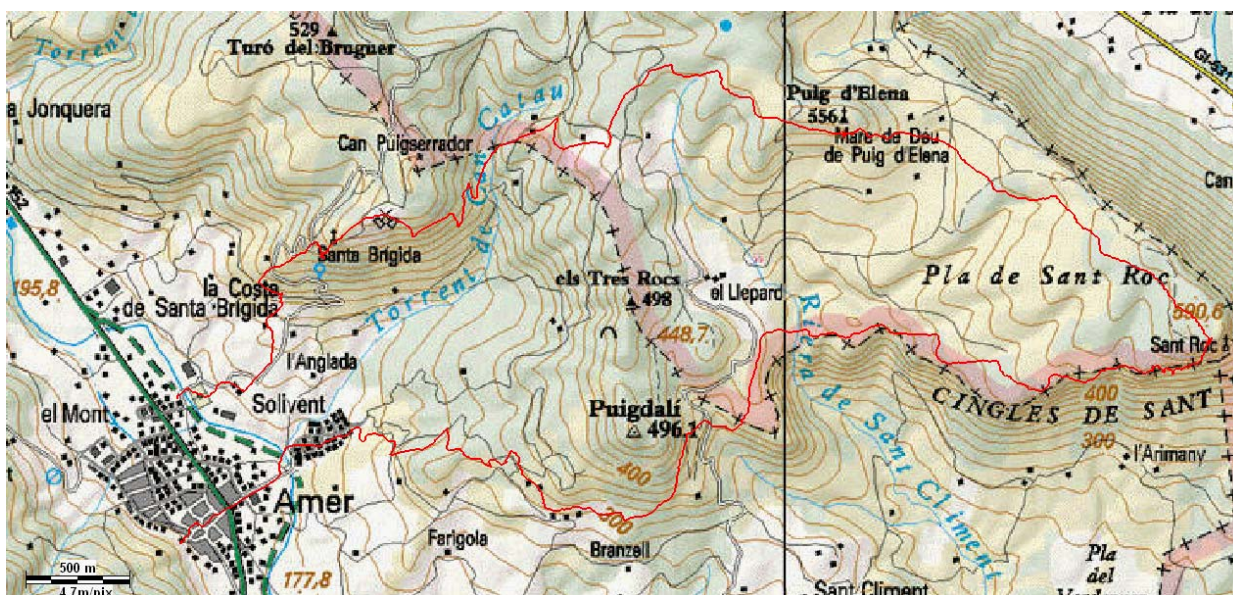 529
Turó del Bruguer
Torrent
a Jonquera
Can Puigserrador
Torrent de Can Catau
Puig d'Elena
556
Mare de Déu
de Puig d'Elena
Gi-531
Can
Santa Brígida
la Costa
de Santa Brígida
195,8
els Tres Rocs
498
el Llepard
448,7
Pla de Sant Roc
590,6
Sant Roc
l'Anglada
Solivent
el Mont
Puigdalí
496,1
400
CINGLES DE SANT
400
300
l'Arimany
Riera de Sant Climent
Amer
Farigola
200
Branzell
177,8
Sant Climent
Pla
del
500 m
4.7m/pix